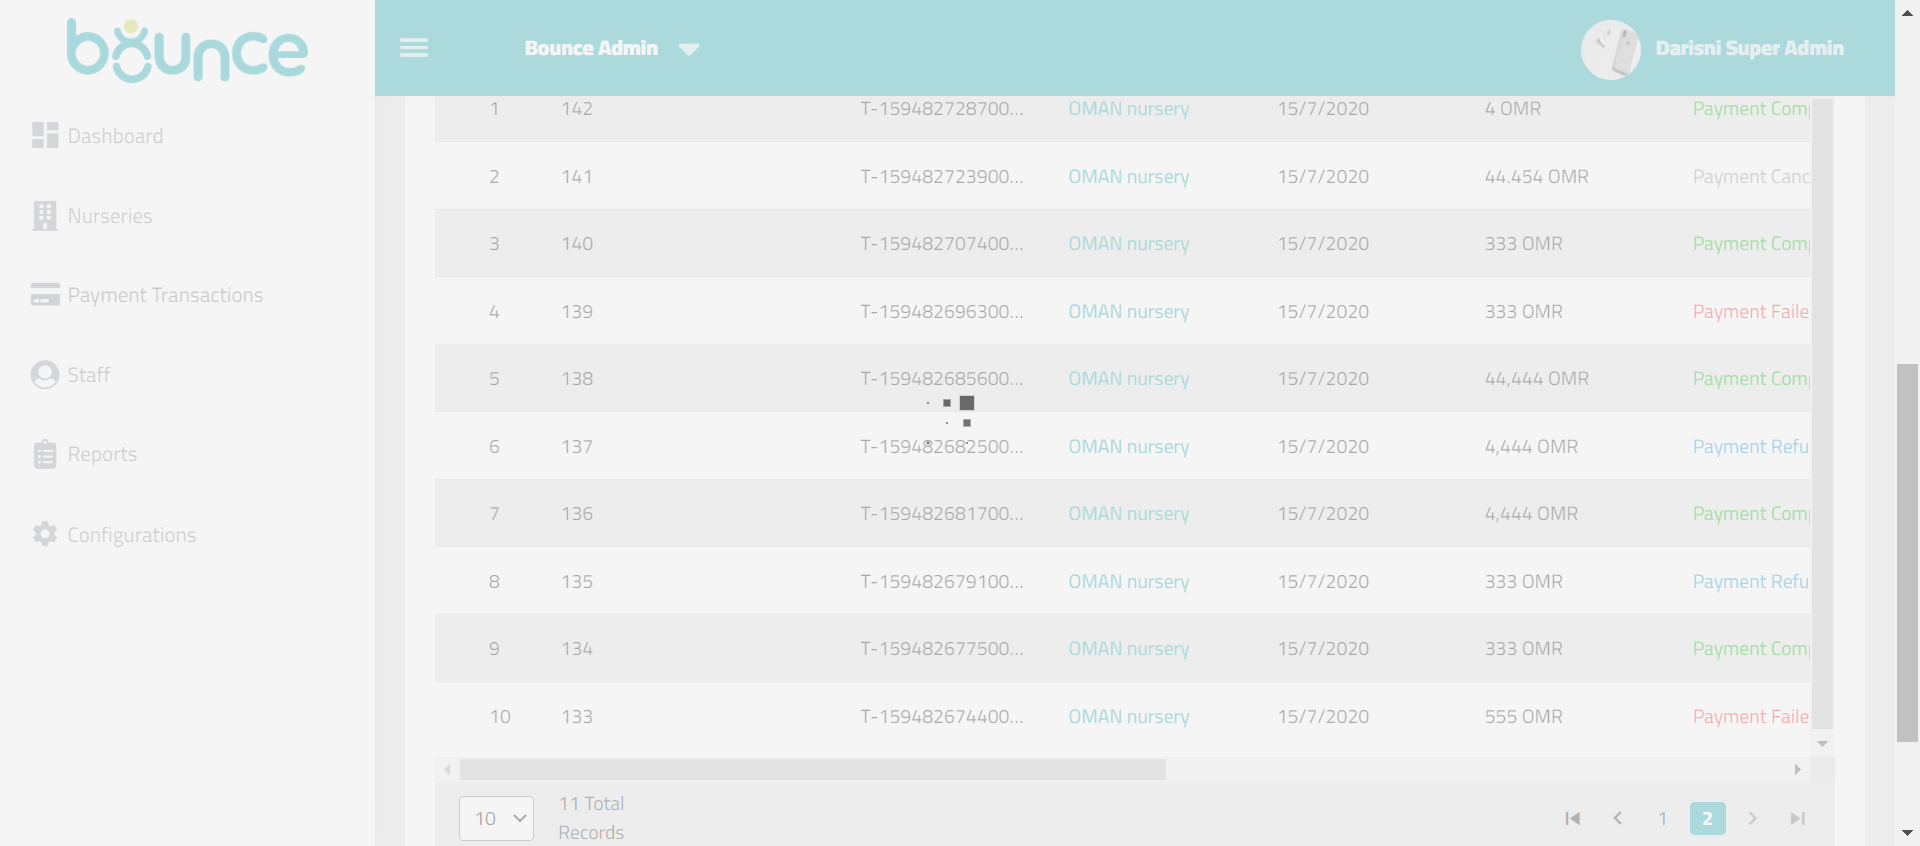 bounce
Bounce Admin
Darisni Super Admin
Dashboard
Nurseries
Payment Transactions
Staff
Reports
Configurations
1 142 T-159482728700... OMAN nursery 15/7/2020 4 OMR Payment Com
2 141 T-159482723900... OMAN nursery 15/7/2020 44.454 OMR Payment Canc
3 140 T-159482707400... OMAN nursery 15/7/2020 333 OMR Payment Com
4 139 T-159482696300... OMAN nursery 15/7/2020 333 OMR Payment Faile
5 138 T-159482685600... OMAN nursery 15/7/2020 44,444 OMR Payment Com
6 137 T-159482682500... OMAN nursery 15/7/2020 4,444 OMR Payment Refu
7 136 T-159482681700... OMAN nursery 15/7/2020 4,444 OMR Payment Com
8 135 T-159482679100... OMAN nursery 15/7/2020 333 OMR Payment Refu
9 134 T-159482677500... OMAN nursery 15/7/2020 333 OMR Payment Com
10 133 T-159482674400... OMAN nursery 15/7/2020 555 OMR Payment Faile
10
11 Total
Records
1 2